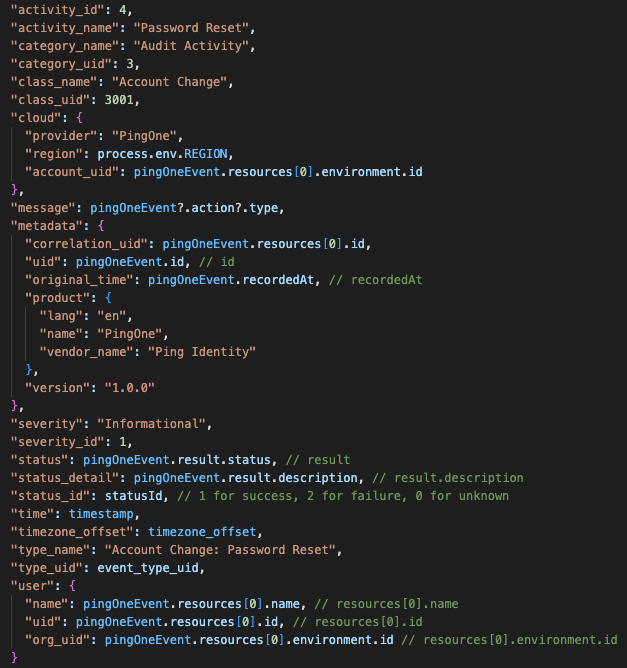 "activity_id": 4,
"activity_name": "Password Reset",
"category_name": "Audit Activity",
"category_uid": 3,
"class_name": "Account Change",
"class_uid": 3001,
"cloud": {
"provider": "PingOne",
"region": process.env.REGION,
"account_uid": pingOneEvent.resources[0].environment.id
},
"message": pingOneEvent?.action?.type,
"metadata": {
"correlation_uid": pingOneEvent.resources[0].id,
"uid": pingOneEvent.id, // id
"original_time": pingOneEvent.recordedAt, // recordedAt
"product": {
"lang": "en",
"name": "PingOne",
"vendor_name": "Ping Identity"
},
"version": "1.0.0"
},
"severity": "Informational",
"severity_id": 1,
"status": pingOneEvent.result.status, // result
"status_detail": pingOneEvent.result.description, // result.description
"status_id": statusId, // 1 for success, 2 for failure, 0 for unknown
"time": timestamp,
"timezone_offset": timezone_offset,
"type_name": "Account Change: Password Reset",
"type_uid": event_type_uid,
"user": {
"name": pingOneEvent.resources[0].name, // resources[0].name
"uid": pingOneEvent.resources[0].id, // resources[0].id
"org_uid": pingOneEvent.resources[0].environment.id // resources[0].environment.id
}